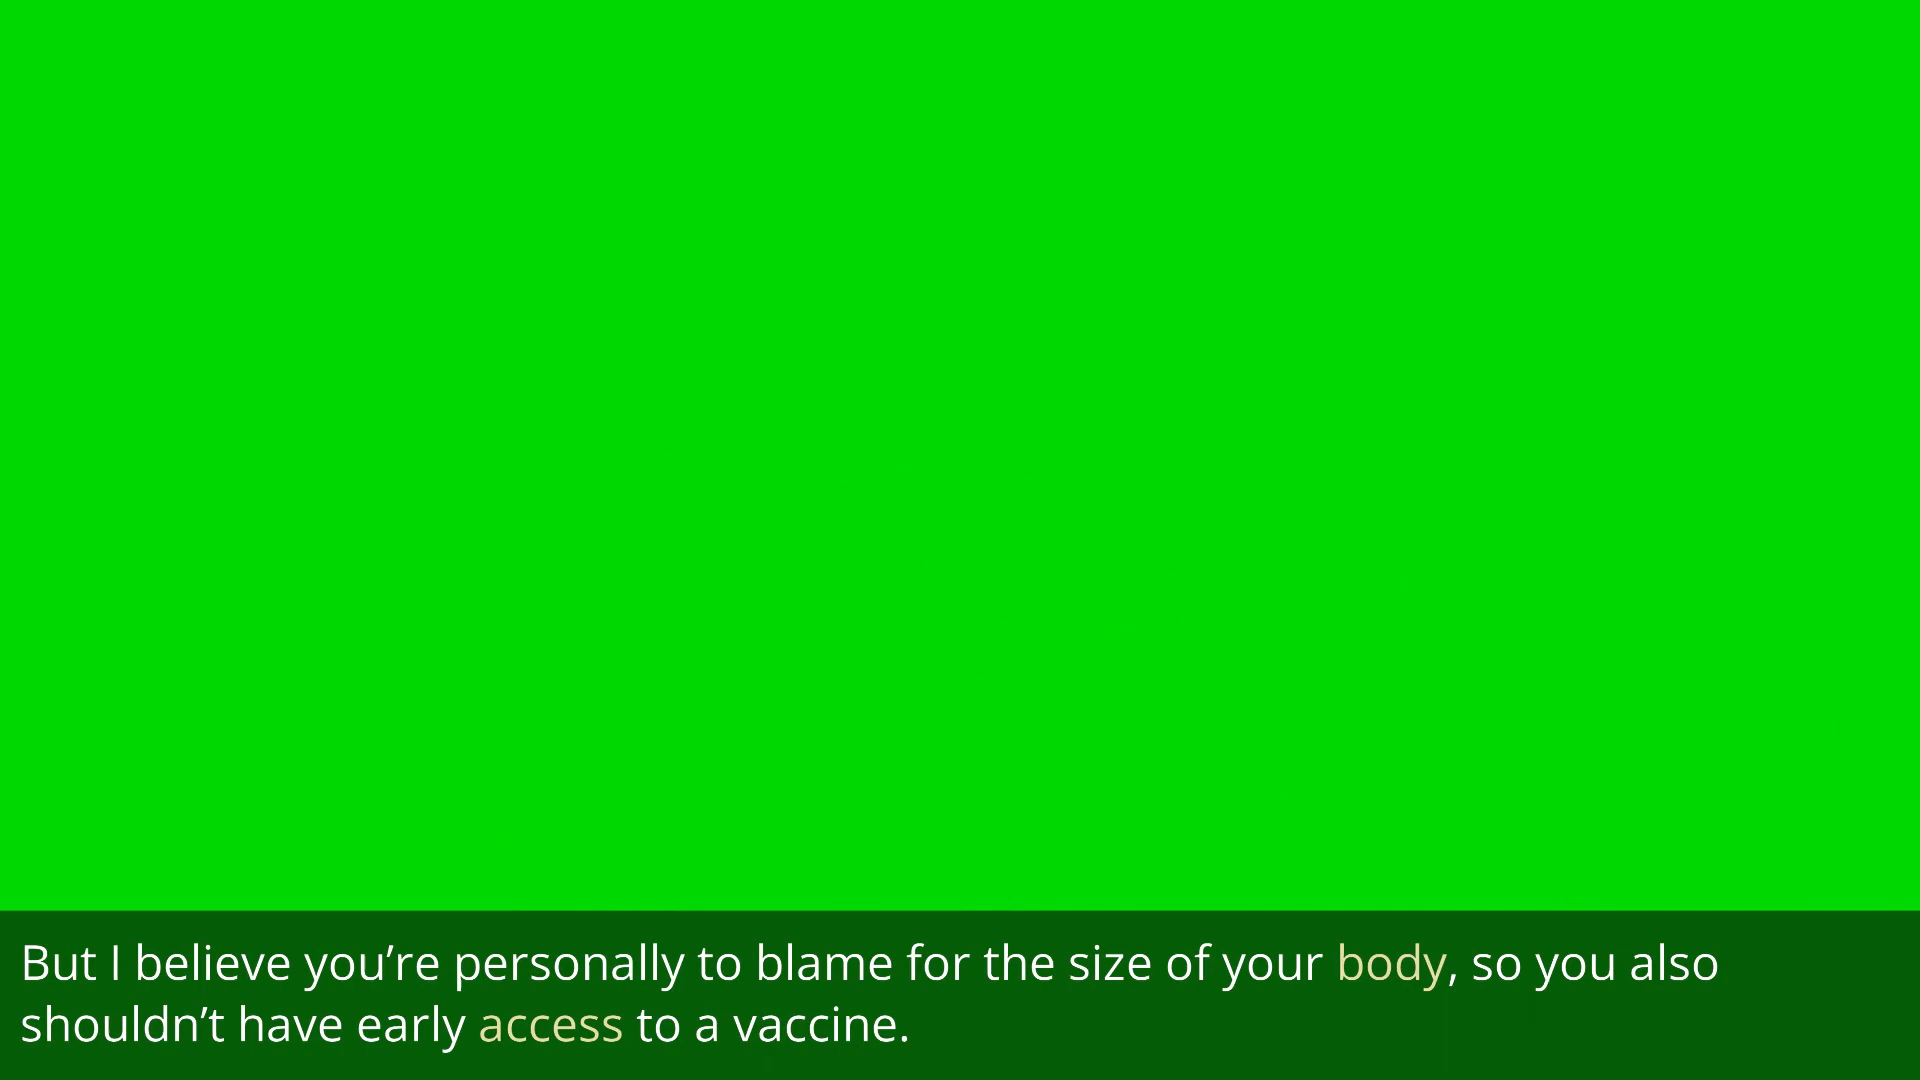 But I believe you’re personally to blame for the size of your body, so you also
shouldn’t have early access to a vaccine.